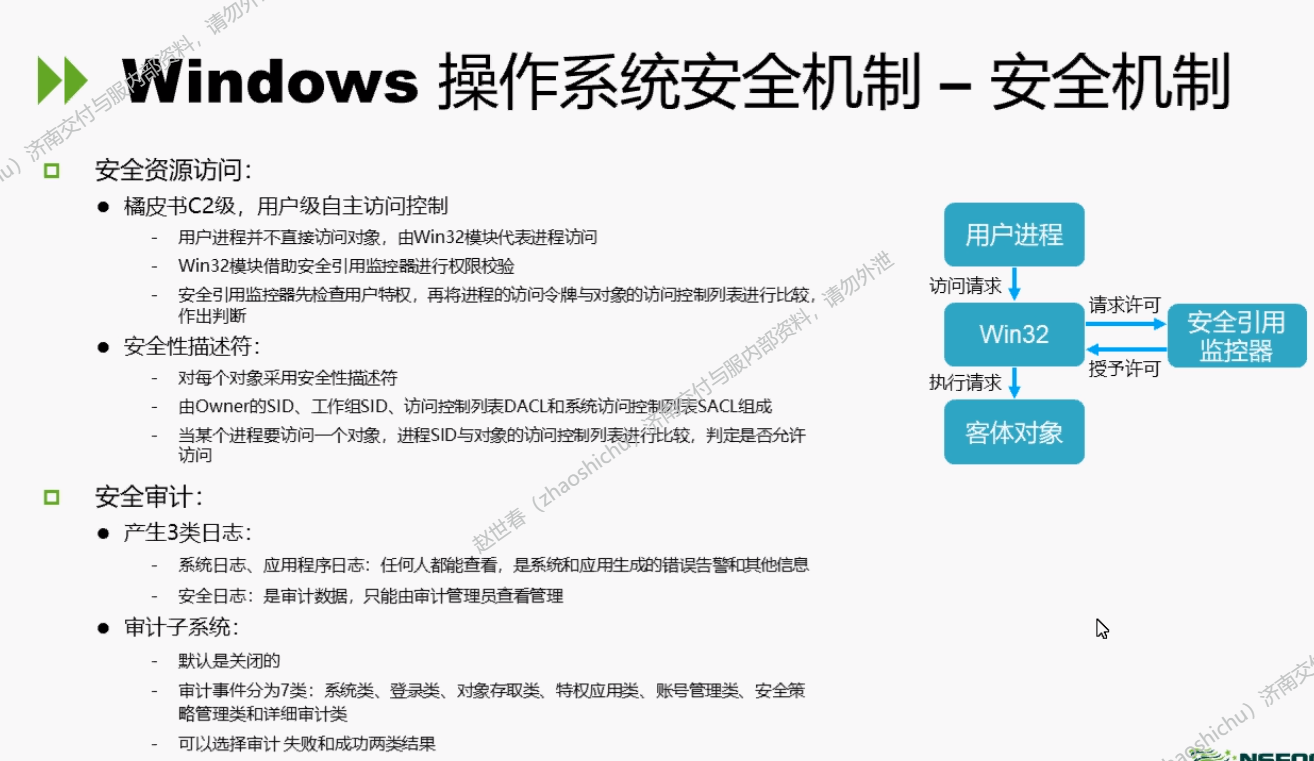 Windows 操作系统安全机制 – 安全机制
安全资源访问：
橘皮书C2级，用户级自主访问控制
- 用户进程并不直接访问对象，由Win32模块代表进程访问
- Win32模块借助安全引用监控器进行权限校验
- 安全引用监控器先检查用户特权，再将进程的访问令牌与对象的访问控制列表进行比较，
作出判断
安全性描述符：
- 对每个对象采用安全性描述符
- 由Owner的SID、工作组SID、访问控制列表DACL和系统访问控制列表SACL组成
- 当某个进程要访问一个对象，进程SID与对象的访问控制列表进行比较，判定是否允许
访问
安全审计：
产生3类日志：
- 系统日志、应用程序日志：任何人都能查看，是系统和应用生成的错误告警和其他信息
- 安全日志：是审计数据，只能由审计管理员查看管理
审计子系统：
- 默认是关闭的
- 审计事件分为7类：系统类、登录类、对象存取类、特权应用类、账号管理类、安全策
略管理类和详细审计类
- 可以选择审计 失败和成功两类结果
用户进程
访问请求
Win32
请求许可
安全引用
监控器
授予许可
执行请求
客体对象
赵世春（zhaoshichu）济南交付与服内部资料，请勿外泄
hu）济南交付与服内部资料，请勿外
haoshichu）济南交